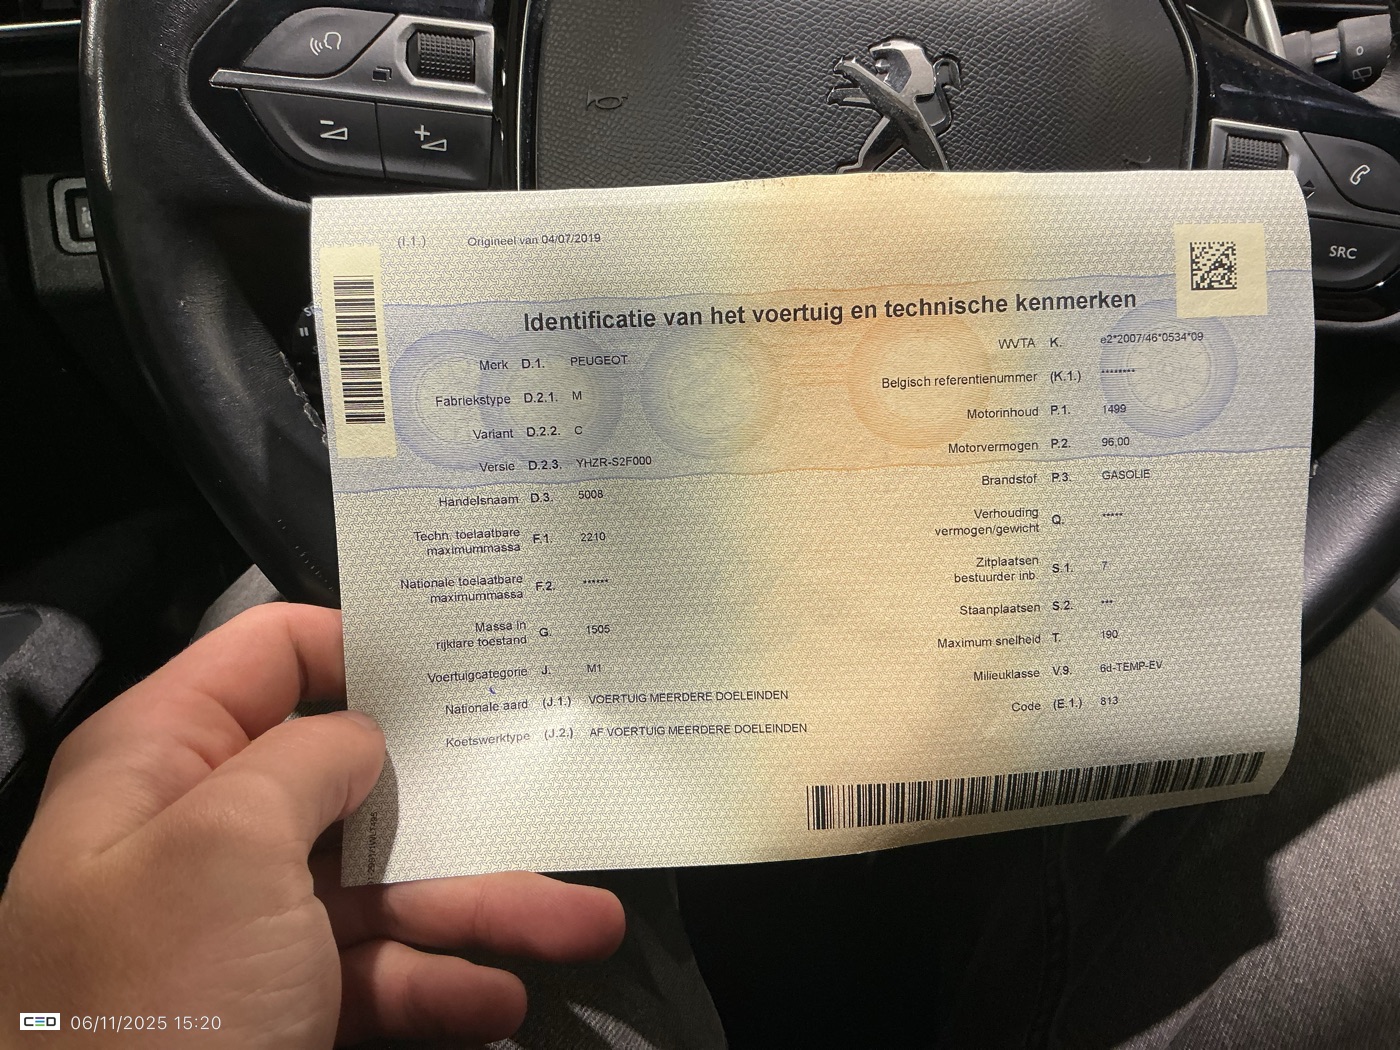 SRC
(I.1.) Origineel van 04/07/2019
Identificatie van het voertuig en technische kenmerken
Merk D.1. PEUGEOT
Fabriekstype D.2.1. M
Variant D.2.2. C
Versie D.2.3. YHZR-S2F000
Handelsnaam D.3. 5008
Techn. toelaatbare
maximummassa F.1. 2210
Nationale toelaatbare
maximummassa F.2. ******
Massa in
rijklare toestand G. 1505
Voertuigcategorie J. M1
Nationale aard (J.1.) VOERTUIG MEERDERE DOELEINDEN
Koetswerktype (J.2.) AF VOERTUIG MEERDERE DOELEINDEN
WVTA K. e2*2007/46*0534*09
Belgisch referentienummer (K.1.) ********
Motorinhoud P.1. 1499
Motorvermogen P.2. 96,00
Brandstof P.3. GASOLIE
Verhouding
vermogen/gewicht Q. *****
Zitplaatsen
bestuurder inb. S.1. 7
Staanplaatsen S.2. ***
Maximum snelheid T. 190
Milieuklasse V.9. 6d-TEMP-EV
Code (E.1.) 813
CED 06/11/2025 15:20